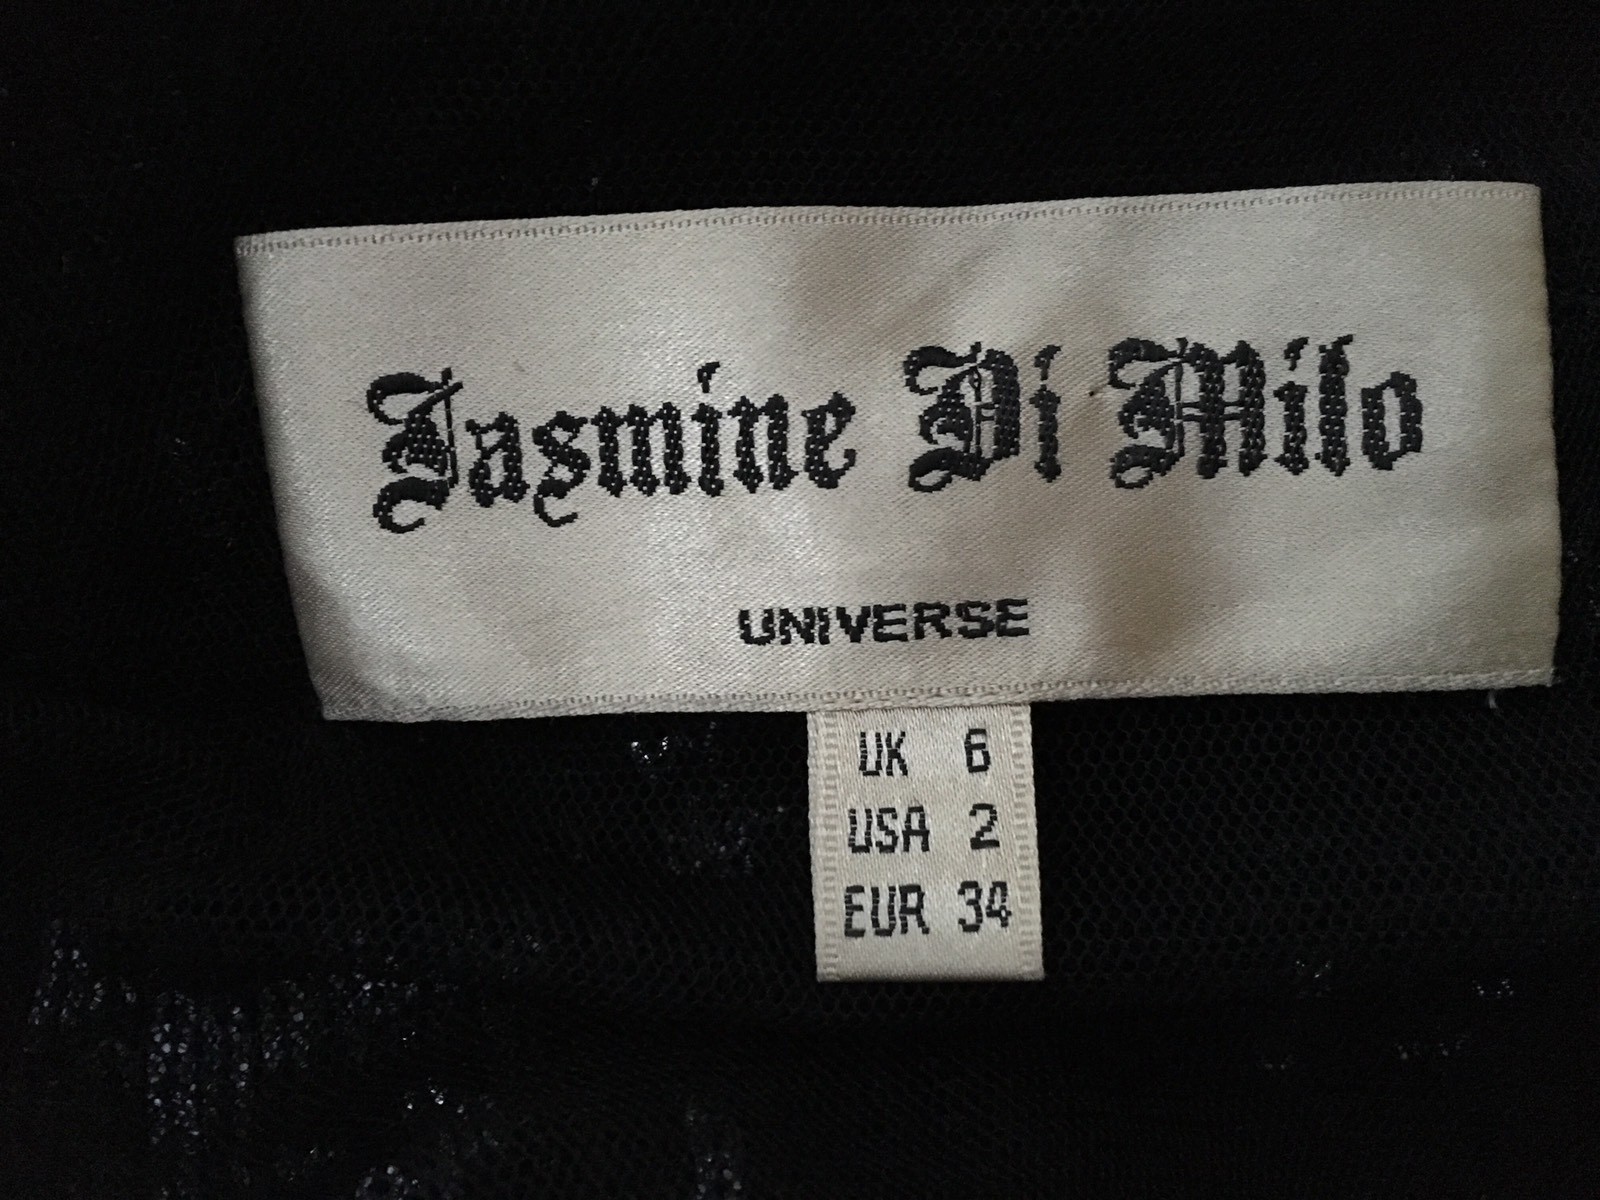 Jasmine Di Milo
UNIVERSE
UK 6
USA 2
EUR 34